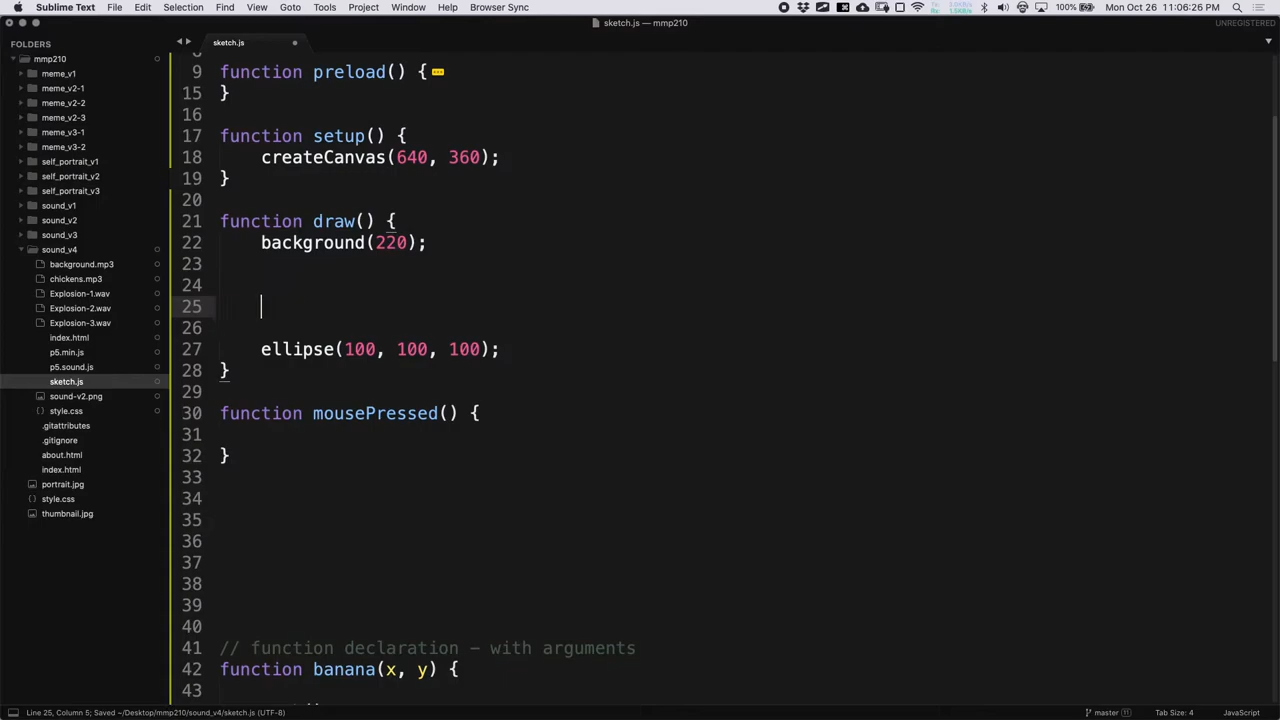 Sublime Text File Edit Selection Find View Goto Tools Project Window Help Browser Sync 100% Mon Oct 26 11:06:26 PM
sketch.js — mmp210 UNREGISTERED
FOLDERS
mmp210
meme_v1
meme_v2-1
meme_v2-2
meme_v2-3
meme_v3-1
meme_v3-2
self_portrait_v1
self_portrait_v2
self_portrait_v3
sound_v1
sound_v2
sound_v3
sound_v4
background.mp3
chickens.mp3
Explosion-1.wav
Explosion-2.wav
Explosion-3.wav
index.html
p5.min.js
p5.sound.js
sketch.js
sound-v2.png
style.css
.gitattributes
.gitignore
about.html
index.html
portrait.jpg
style.css
thumbnail.jpg
sketch.js
9 function preload() {
15 }
16
17 function setup() {
18 createCanvas(640, 360);
19 }
20
21 function draw() {
22 background(220);
23
24
25
26
27 ellipse(100, 100, 100);
28 }
29
30 function mousePressed() {
31
32 }
33
34
35
36
37
38
39
40
41 // function declaration – with arguments
42 function banana(x, y) {
43
Line 25, Column 5; Saved ~/Desktop/mmp210/sound_v4/sketch.js (UTF-8) master 11 Tab Size: 4 JavaScript